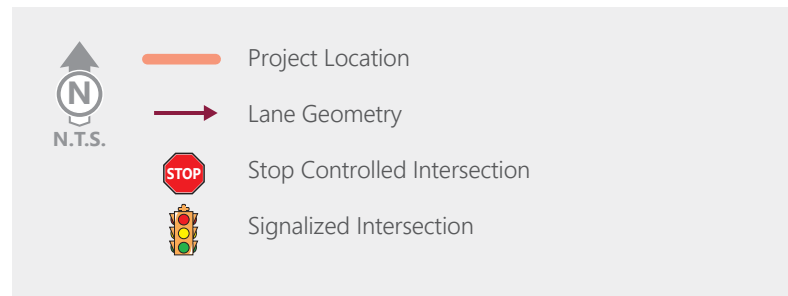 N
N.T.S.
Project Location
Lane Geometry
STOP
Stop Controlled Intersection
Signalized Intersection